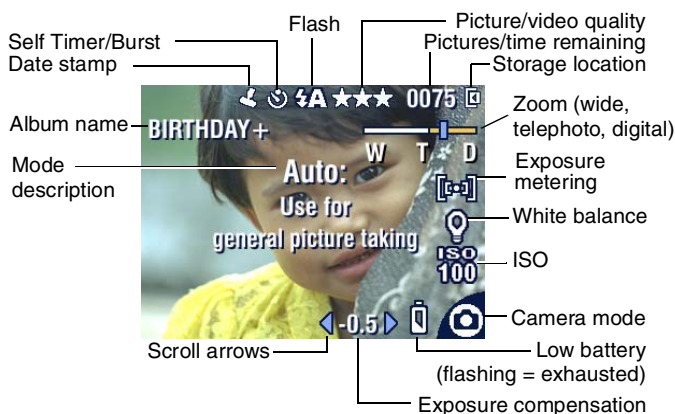 Picture/video quality
Flash
Pictures/time remaining
Self Timer/Burst
Storage location
Date stamp
A 0075
Zoom (wide,
telephoto, digital)
Album name
BIRTHDAY+
W T D
Mode
description
Auto:
Use for
general picture taking
Exposure
metering
White balance
ISO
100
ISO
-0.5
Camera mode
Scroll arrows
Low battery
(flashing = exhausted)
Exposure compensation